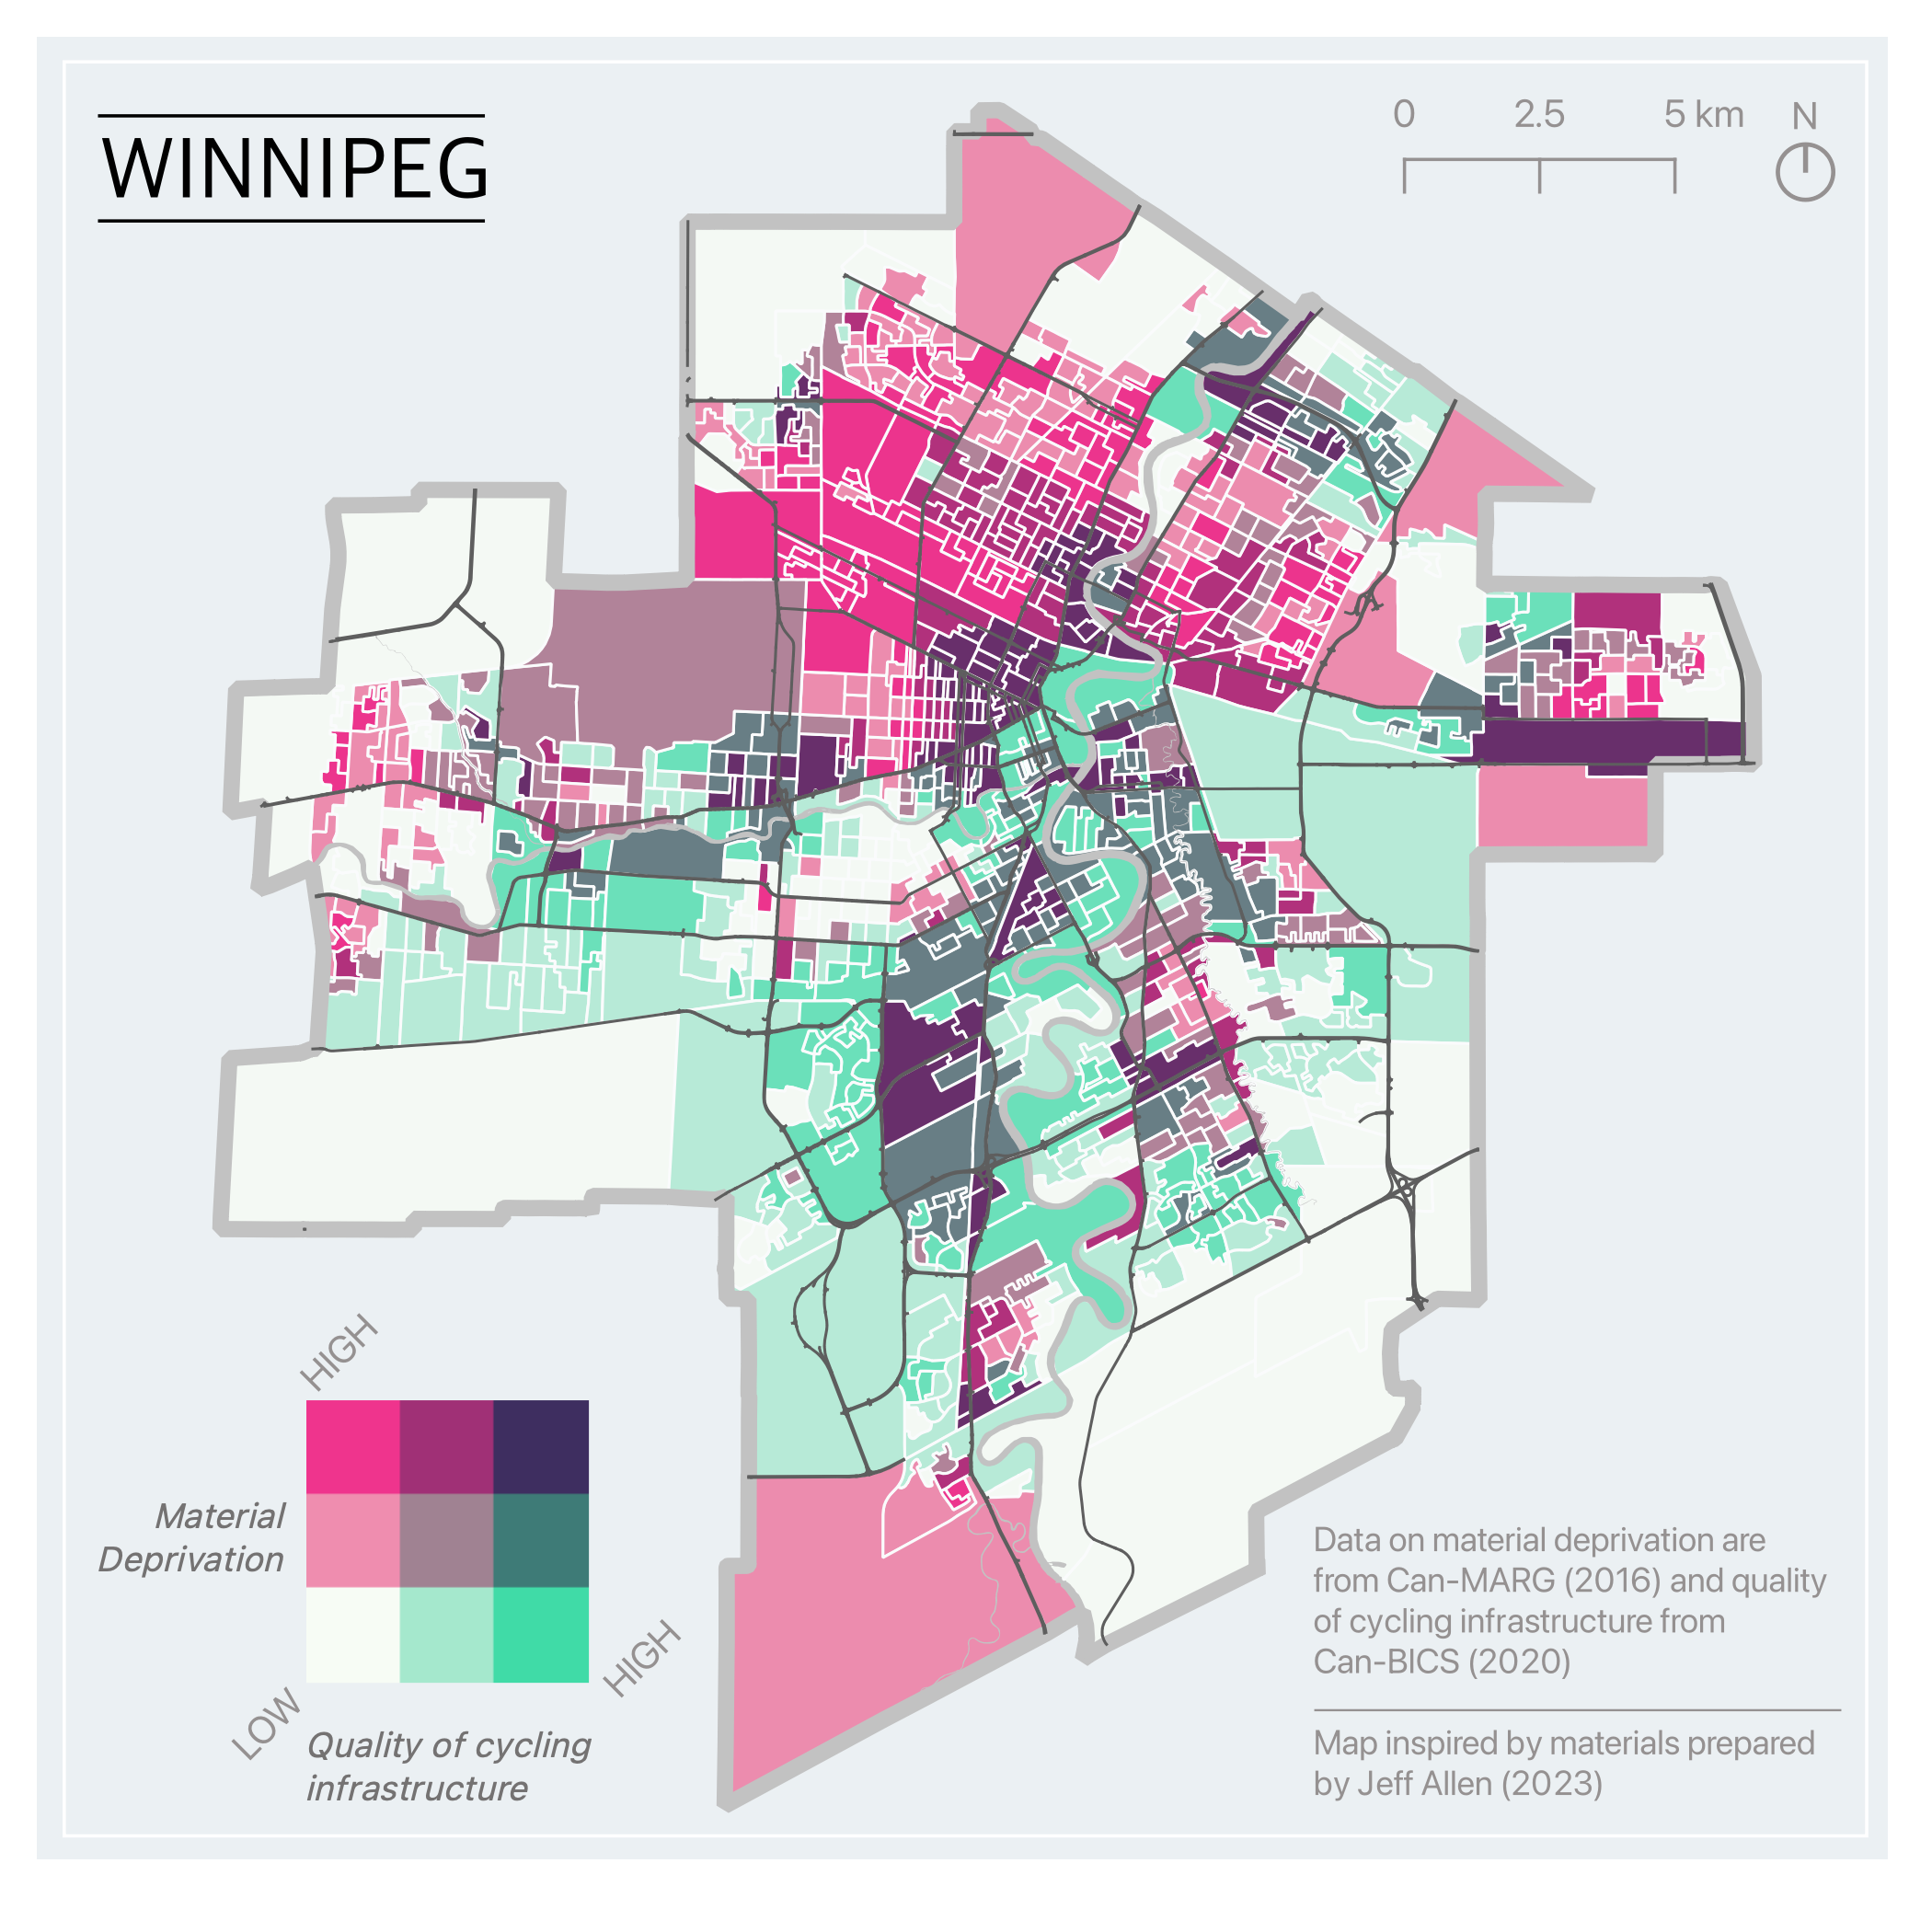 WINNIPEG
0 2.5 5 km N
HIGH
Material
Deprivation
LOW
HIGH
Quality of cycling
infrastructure
Data on material deprivation are
from Can-MARG (2016) and quality
of cycling infrastructure from
Can-BICS (2020)
Map inspired by materials prepared
by Jeff Allen (2023)